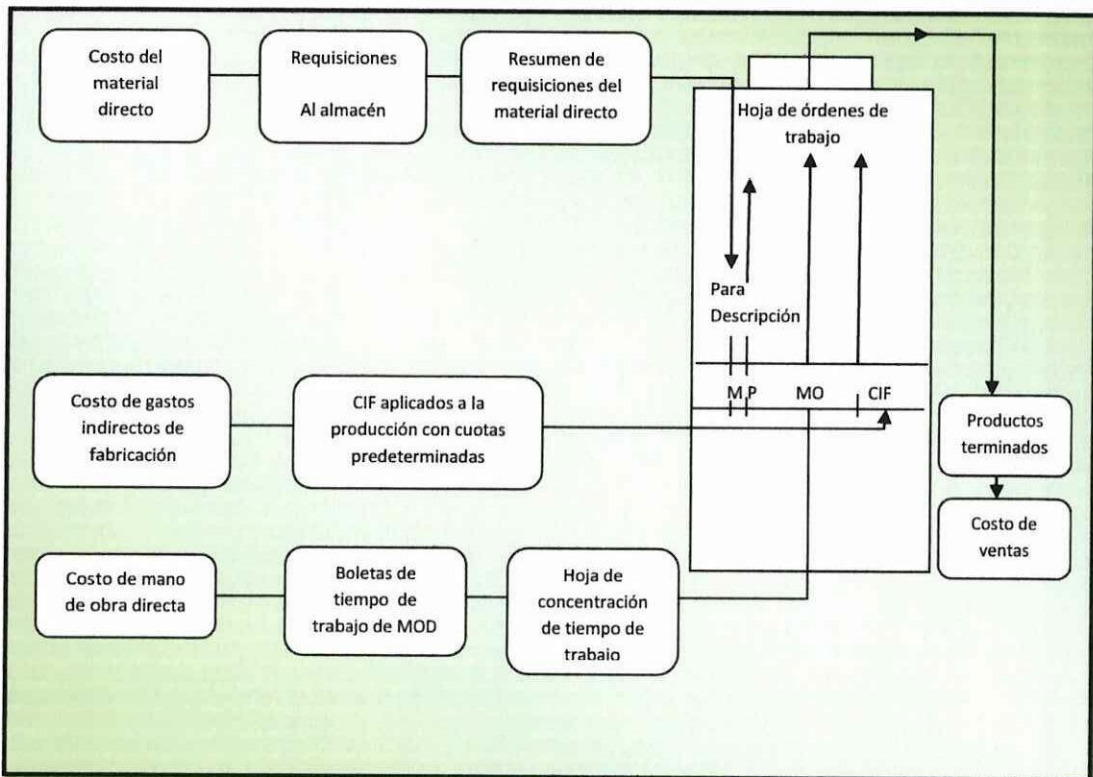 Costo del
material
directo
Requisiciones
Al almacén
Resumen de
requisiciones del
material directo
Hoja de órdenes de
trabajo
Para
Descripción
M P MO CIF
Costo de gastos
indirectos de
fabricación
CIF aplicados a la
producción con cuotas
predeterminadas
Productos
terminados
Costo de
ventas
Costo de mano
de obra directa
Boletas de
tiempo de
trabajo de MOD
Hoja de
concentración
de tiempo de
trabajo